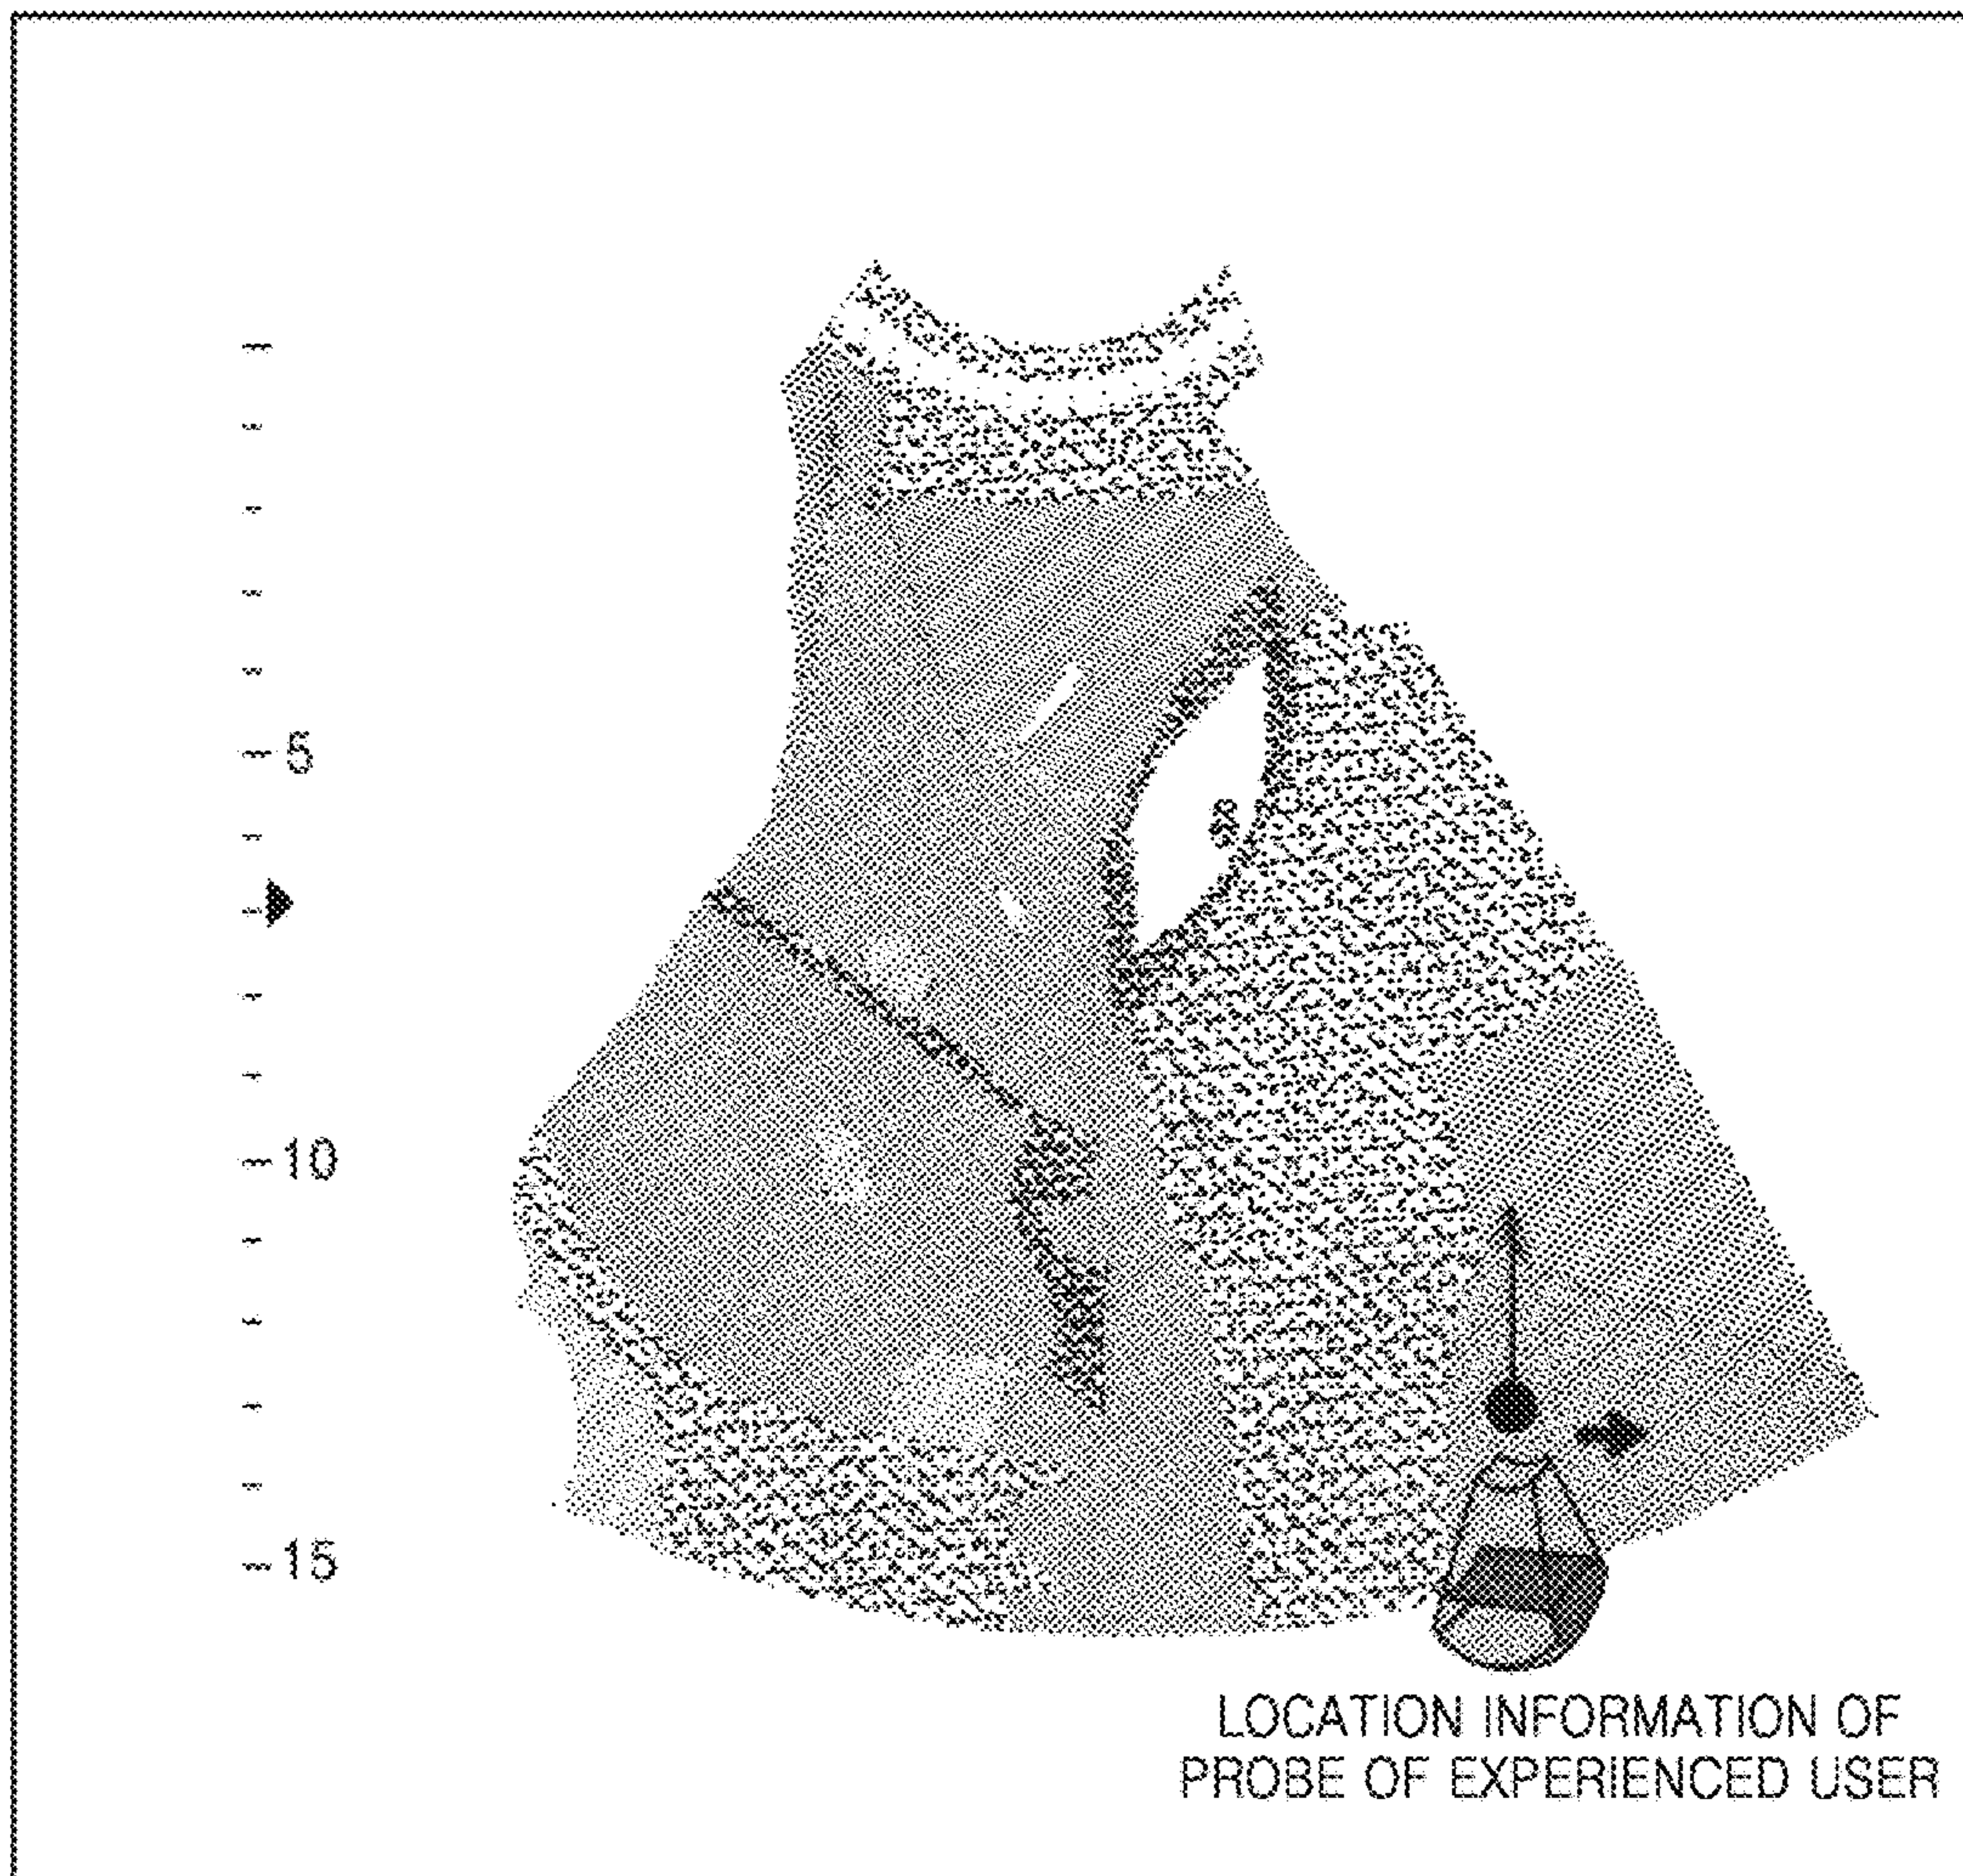 5
10
15
LOCATION INFORMATION OF
PROBE OF EXPERIENCED USER